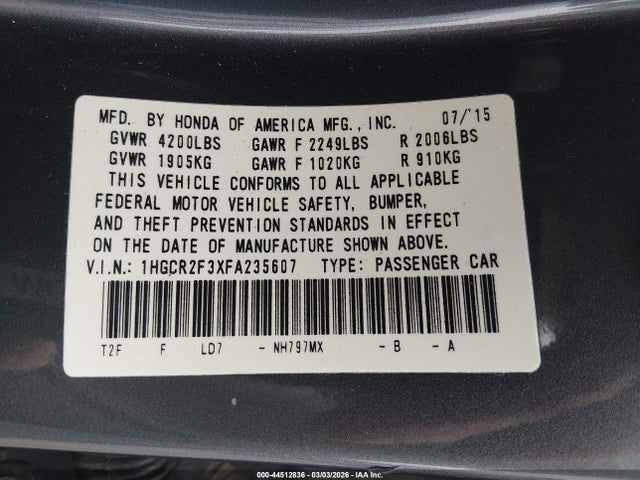 MFD. BY HONDA OF AMERICA MFG., INC. 07/'15
GVWR 4200LBS GAWR F 2249LBS R 2006LBS
GVWR 1905KG GAWR F 1020KG R 910KG
THIS VEHICLE CONFORMS TO ALL APPLICABLE
FEDERAL MOTOR VEHICLE SAFETY, BUMPER,
AND THEFT PREVENTION STANDARDS IN EFFECT
ON THE DATE OF MANUFACTURE SHOWN ABOVE.
V.I.N.: 1HGCR2F3XFA235607 TYPE: PASSENGER CAR
T2F F LD7 - NH797MX - B - A
000-44512836 - 03/03/2026 - IAA Inc.